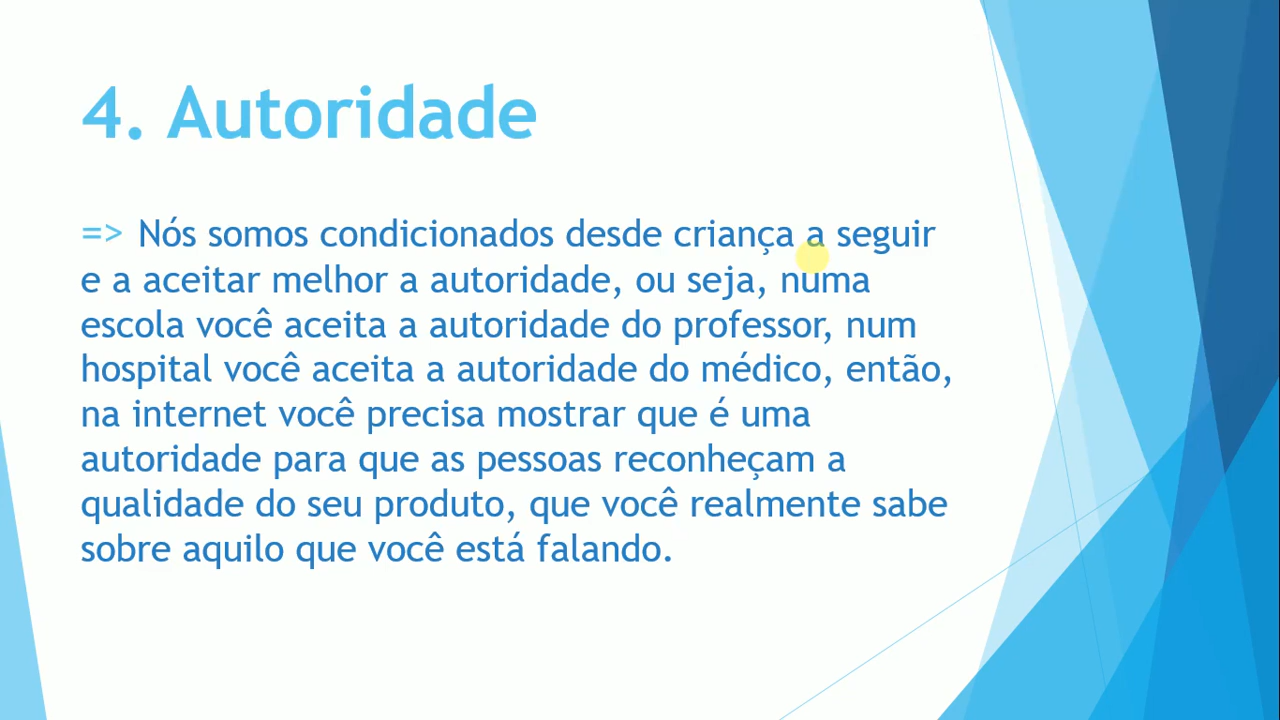 4. Autoridade
=> Nós somos condicionados desde criança a seguir
e a aceitar melhor a autoridade, ou seja, numa
escola você aceita a autoridade do professor, num
hospital você aceita a autoridade do médico, então,
na internet você precisa mostrar que é uma
autoridade para que as pessoas reconheçam a
qualidade do seu produto, que você realmente sabe
sobre aquilo que você está falando.